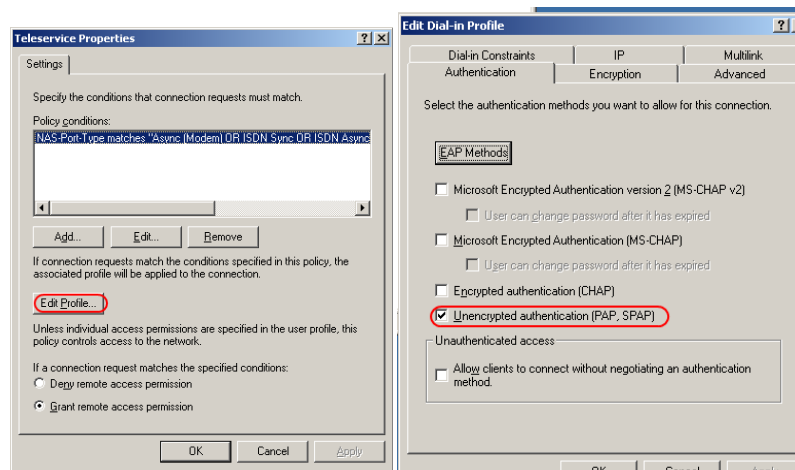 Teleservice Properties
Settings
Specify the conditions that connection requests must match.
Policy conditions:
NAS-Port-Type matches "Async (Modem) OR ISDN Sync OR ISDN Async
Add...
Edit...
Remove
If connection requests match the conditions specified in this policy, the
associated profile will be applied to the connection.
Edit Profile...
Unless individual access permissions are specified in the user profile, this
policy controls access to the network.
If a connection request matches the specified conditions:
Deny remote access permission
Grant remote access permission
OK
Cancel
Apply
Edit Dial-in Profile
Dial-in Constraints
IP
Multilink
Authentication
Encryption
Advanced
Select the authentication methods you want to allow for this connection.
EAP Methods
Microsoft Encrypted Authentication version 2 (MS-CHAP v2)
User can change password after it has expired
Microsoft Encrypted Authentication (MS-CHAP)
User can change password after it has expired
Encrypted authentication (CHAP)
Unencrypted authentication (PAP, SPAP)
Unauthenticated access
Allow clients to connect without negotiating an authentication
method.